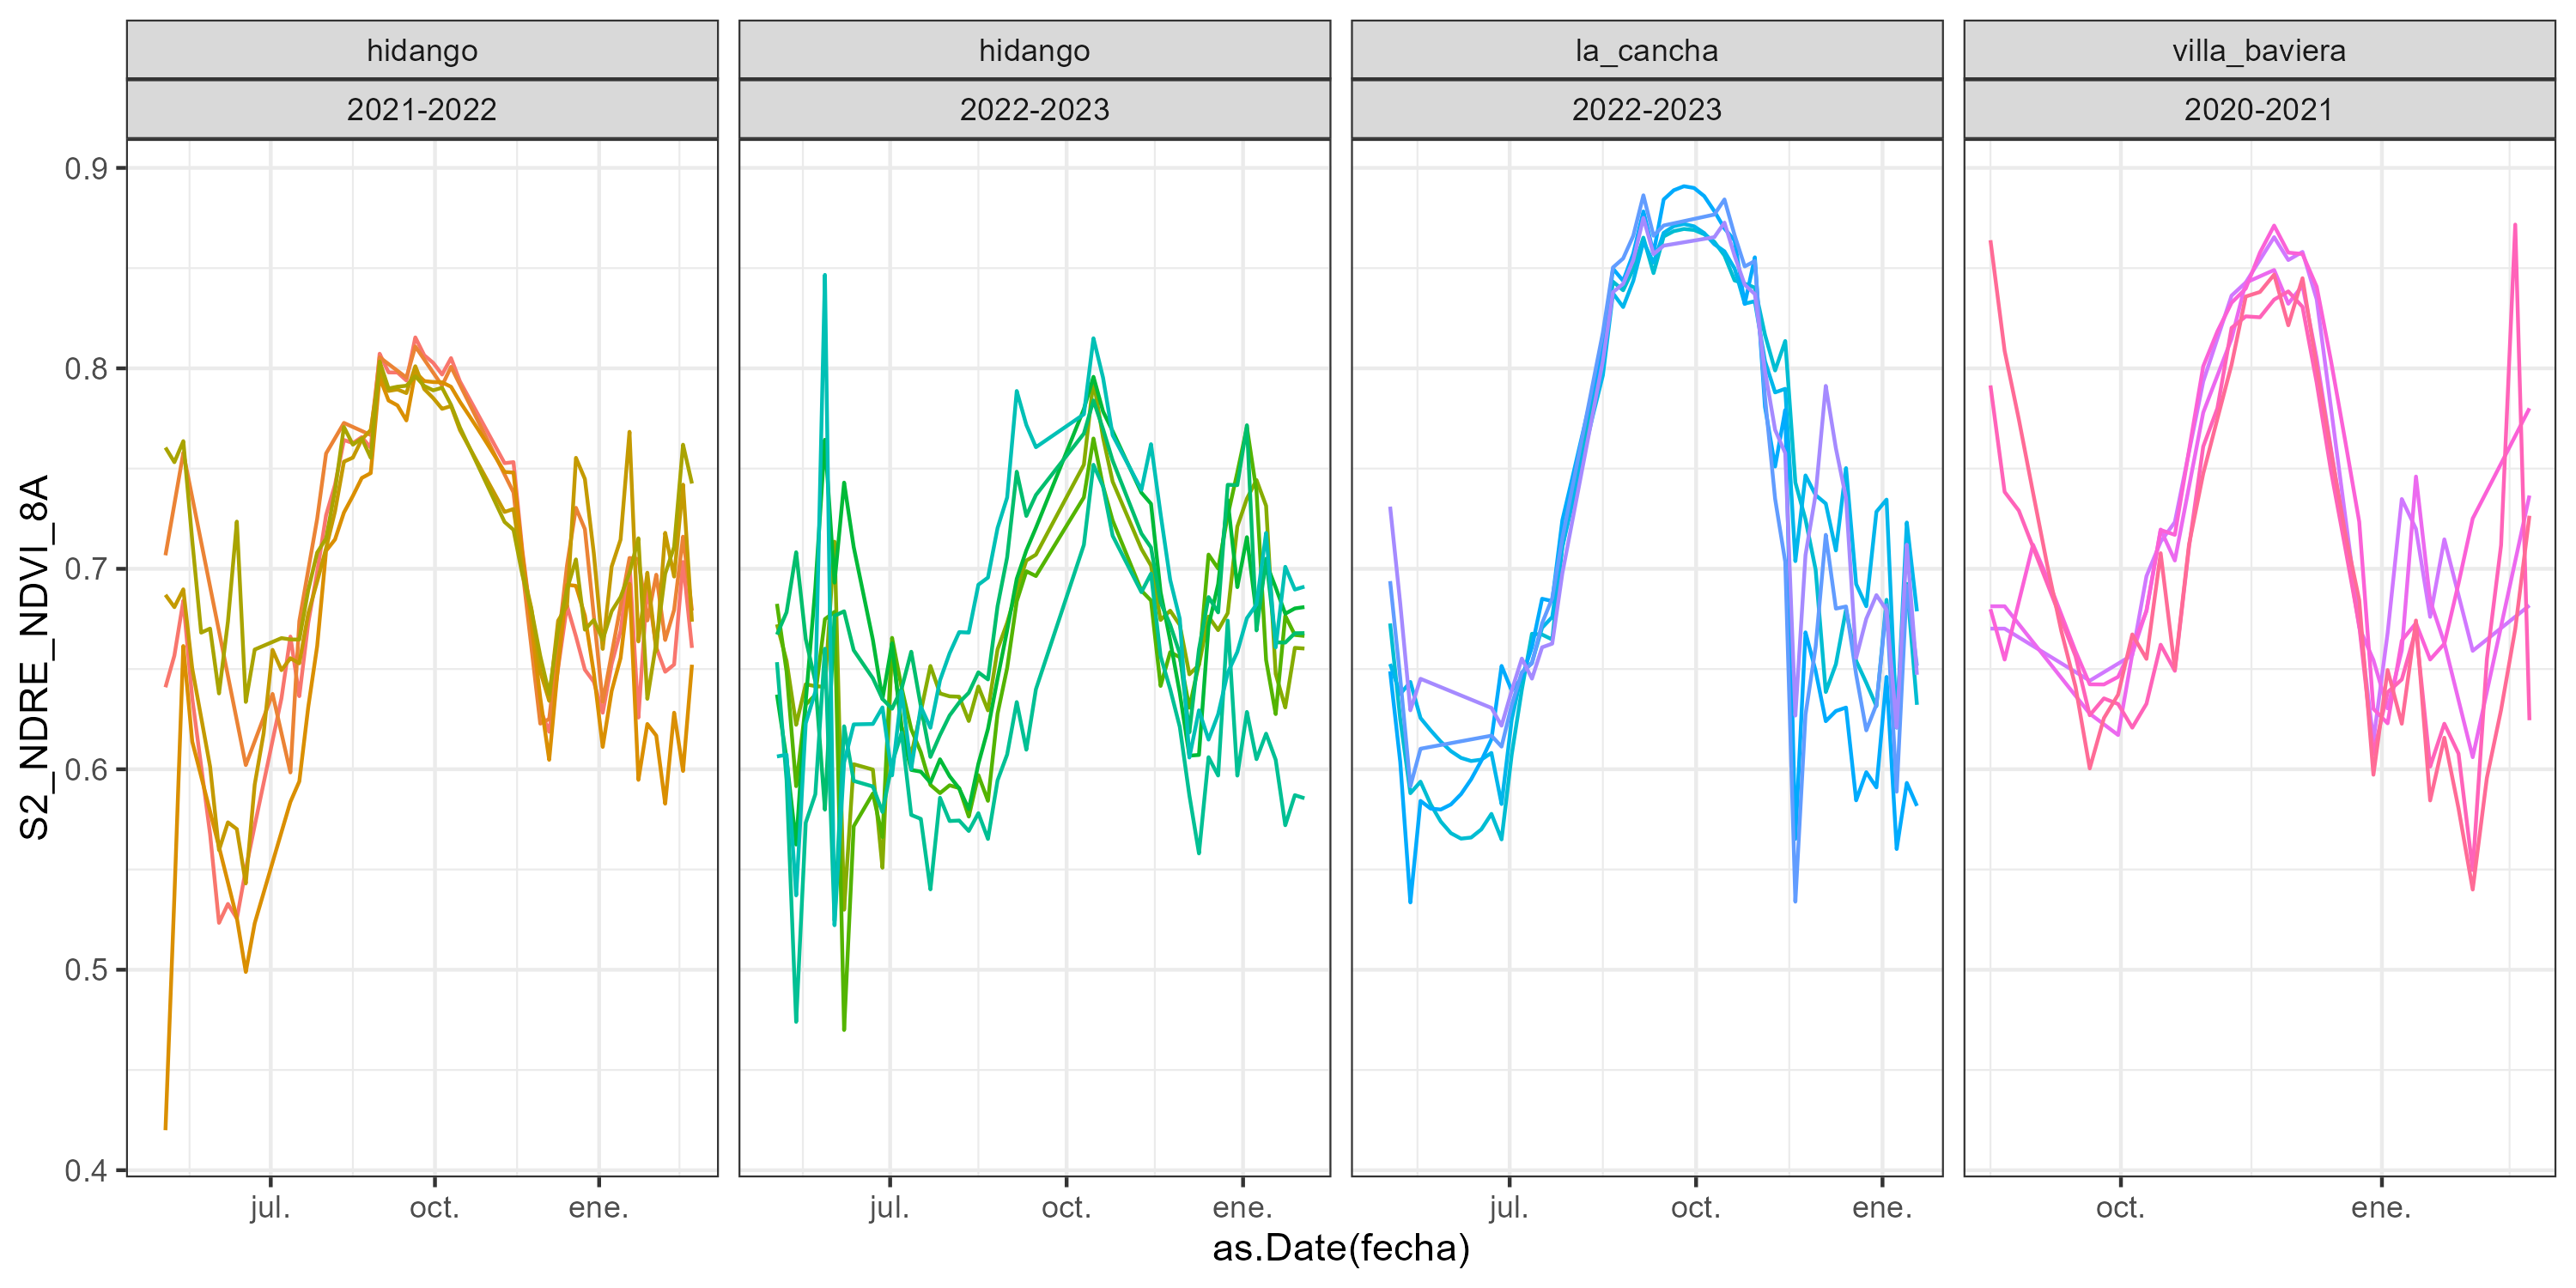 hidango hidango la_cancha villa_baviera
2021-2022 2022-2023 2022-2023 2020-2021
0.9
0.8
0.7
0.6
0.5
0.4
S2_NDRE_NDVI_8A
jul. oct. ene. jul. oct. ene. jul. oct. ene. oct. ene.
as.Date(fecha)